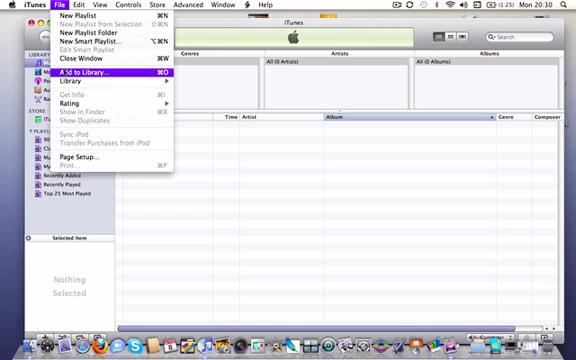 iTunes File Edit View Controls Store Advanced Window Help (1:25) Mon 20:30
iTunes
New Playlist ⌘N
New Playlist from Selection ⇧⌘N
New Playlist Folder
New Smart Playlist... ⌥⌘N
Edit Smart Playlist
Close Window ⌘W
Add to Library... ⌘O
Library
Get Info ⌘I
Rating
Show in Finder ⌘R
Show Duplicates
Sync iPod
Transfer Purchases from iPod
Page Setup...
Print... ⌘P
Search
LIBRARY
STORE
Recently Added
Recently Played
Top 25 Most Played
Genres Artists Albums
All (0 Artists) All (0 Albums)
Time Artist Album Genre Composer
Selected Item
Nothing
Selected